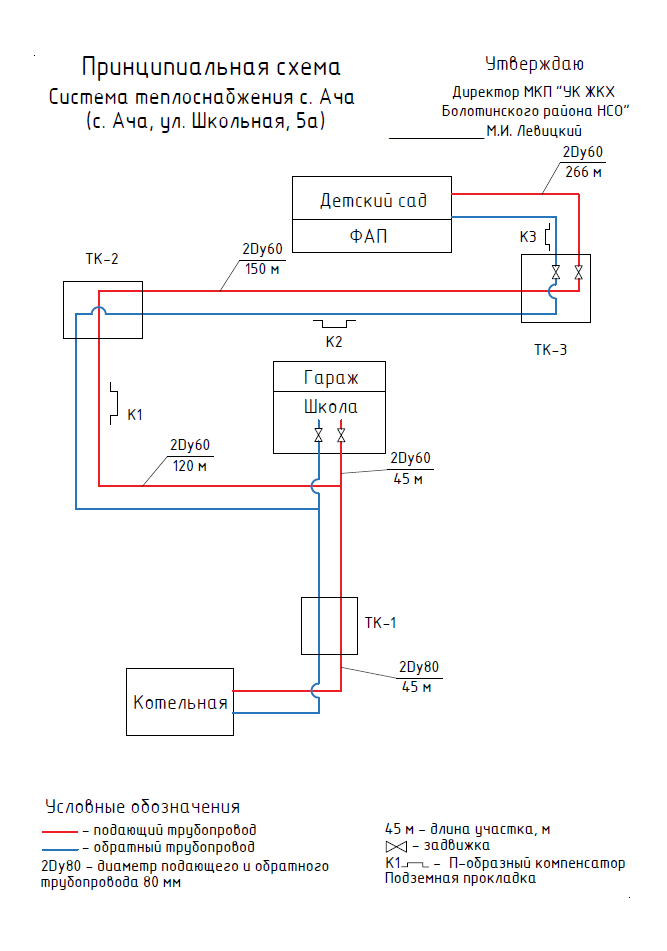 Принципиальная схема
Система теплоснабжения с. Ача
(с. Ача, ул. Школьная, 5а)
Утверждаю
Директор МКП "УК ЖКХ
Болотинского района НСО"
М.И. Левицкий
2Dу60
266 м
Детский сад
ФАП
К3
ТК-2
2Dу60
150 м
К2
ТК-3
Гараж
Школа
К1
2Dу60
120 м
2Dу60
45 м
ТК-1
2Dу80
45 м
Котельная
Условные обозначения
- подающий трубопровод
- обратный трубопровод
2Dу80 - диаметр подающего и обратного
трубопровода 80 мм
45 м - длина участка, м
- задвижка
К1 - П-образный компенсатор
Подземная прокладка